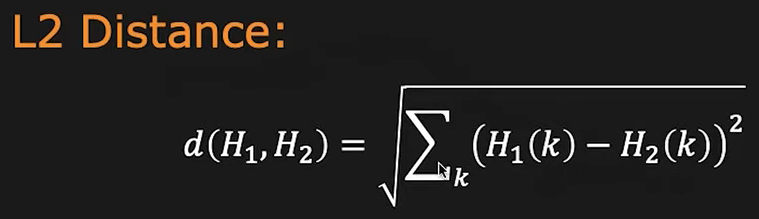 L2 Distance:
d(H₁, H₂) = √∑ₖ (H₁(k) − H₂(k))²